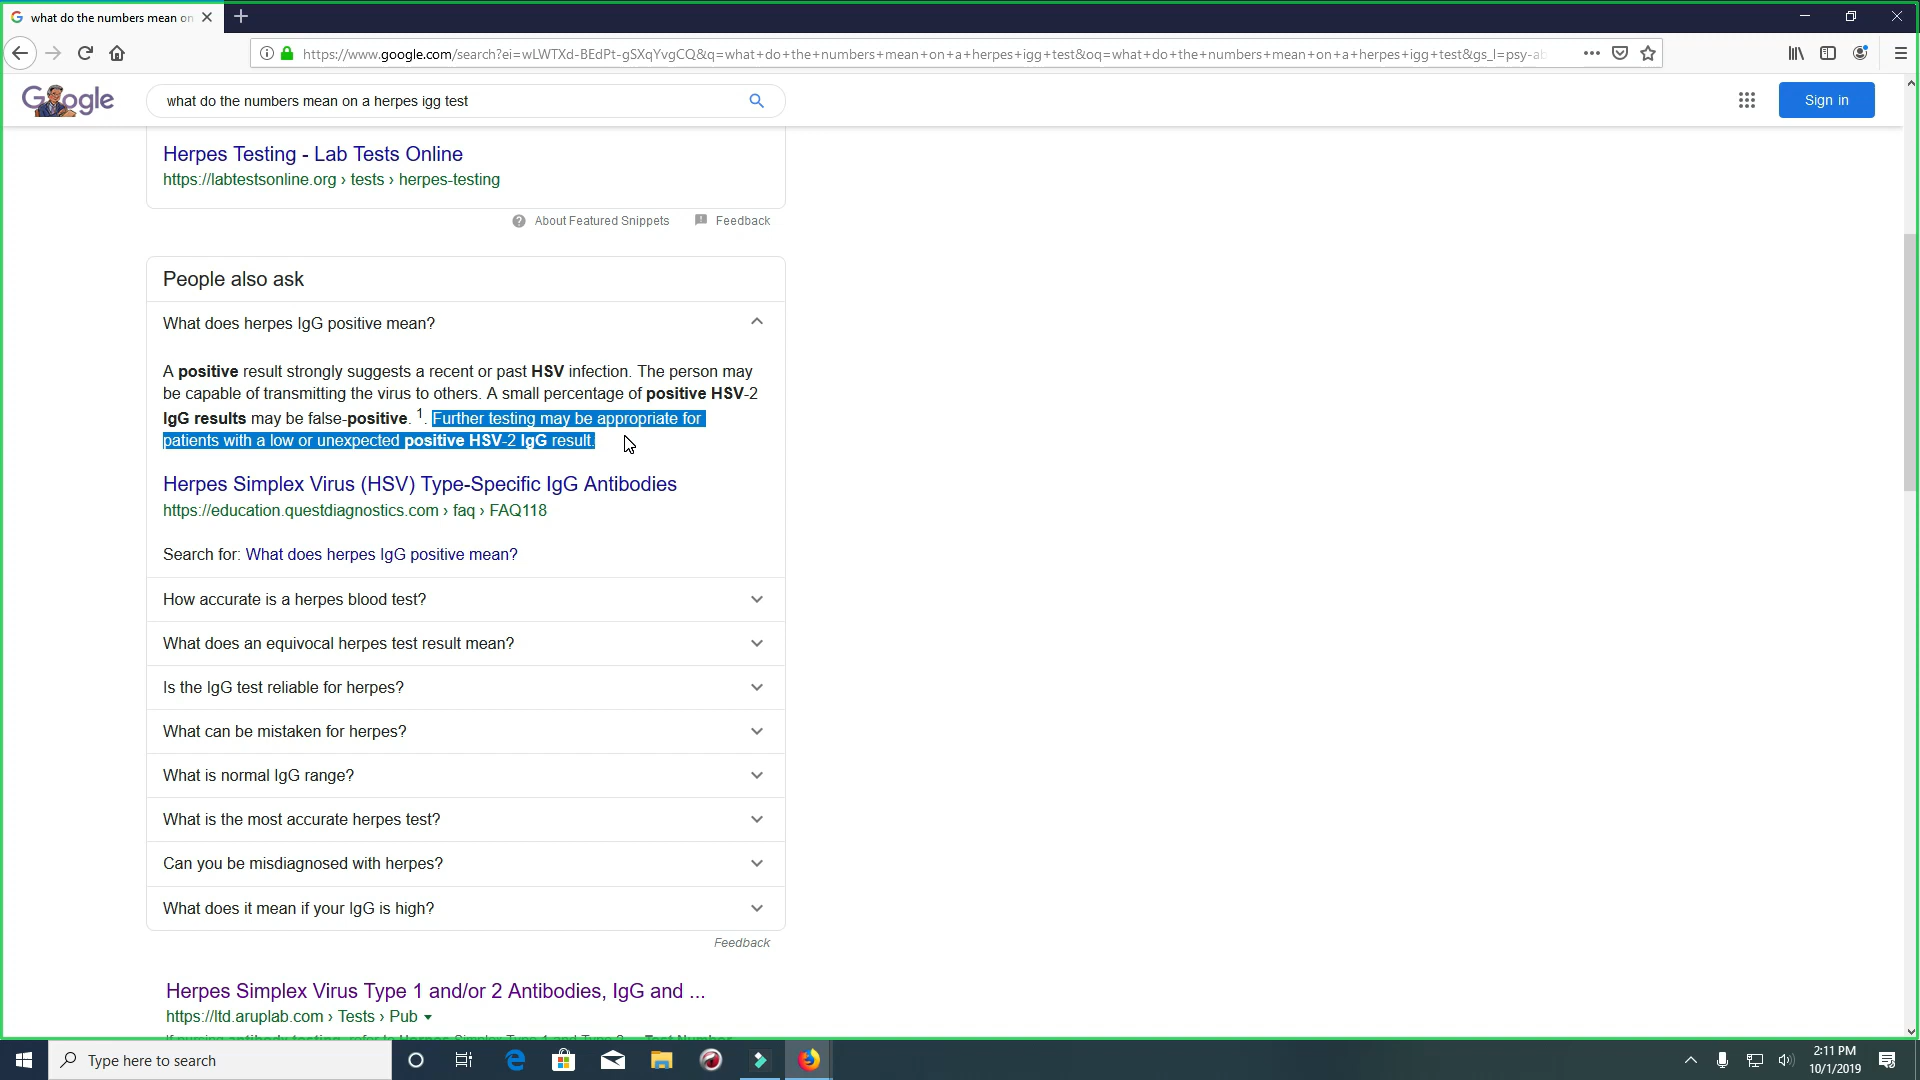 what do the numbers mean on
https://www.google.com/search?ei=wLWTXd-BEdPt-gSXqYvgCQ&q=what+do+the+numbers+mean+on+a+herpes+igg+test&oq=what+do+the+numbers+mean+on+a+herpes+igg+test&gs_l=psy-ab
Google
what do the numbers mean on a herpes igg test
Sign in
Herpes Testing - Lab Tests Online
https://labtestsonline.org › tests › herpes-testing
About Featured Snippets Feedback
People also ask
What does herpes IgG positive mean?
A positive result strongly suggests a recent or past HSV infection. The person may
be capable of transmitting the virus to others. A small percentage of positive HSV-2
IgG results may be false-positive. 1. Further testing may be appropriate for
patients with a low or unexpected positive HSV-2 IgG result.
Herpes Simplex Virus (HSV) Type-Specific IgG Antibodies
https://education.questdiagnostics.com › faq › FAQ118
Search for: What does herpes IgG positive mean?
How accurate is a herpes blood test?
What does an equivocal herpes test result mean?
Is the IgG test reliable for herpes?
What can be mistaken for herpes?
What is normal IgG range?
What is the most accurate herpes test?
Can you be misdiagnosed with herpes?
What does it mean if your IgG is high?
Feedback
Herpes Simplex Virus Type 1 and/or 2 Antibodies, IgG and ...
https://ltd.aruplab.com › Tests › Pub
Type here to search
2:11 PM
10/1/2019